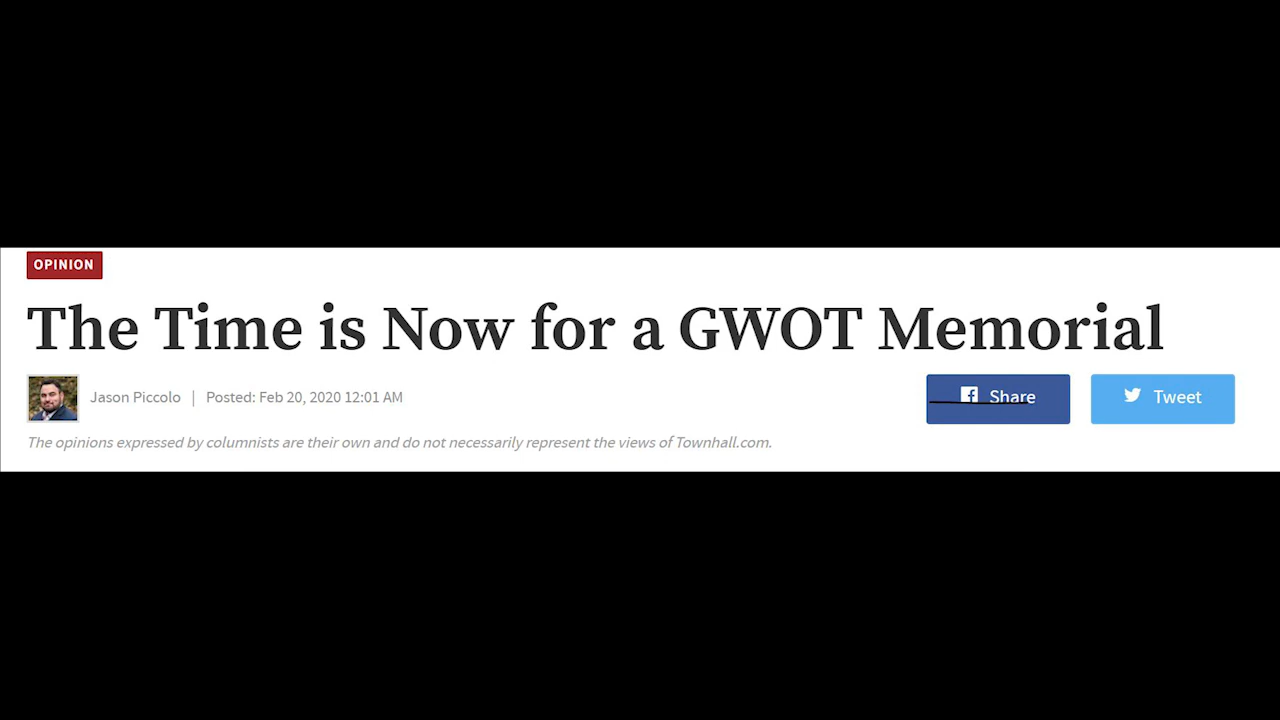 OPINION
The Time is Now for a GWOT Memorial
Jason Piccolo | Posted: Feb 20, 2020 12:01 AM
Share
Tweet
The opinions expressed by columnists are their own and do not necessarily represent the views of Townhall.com.